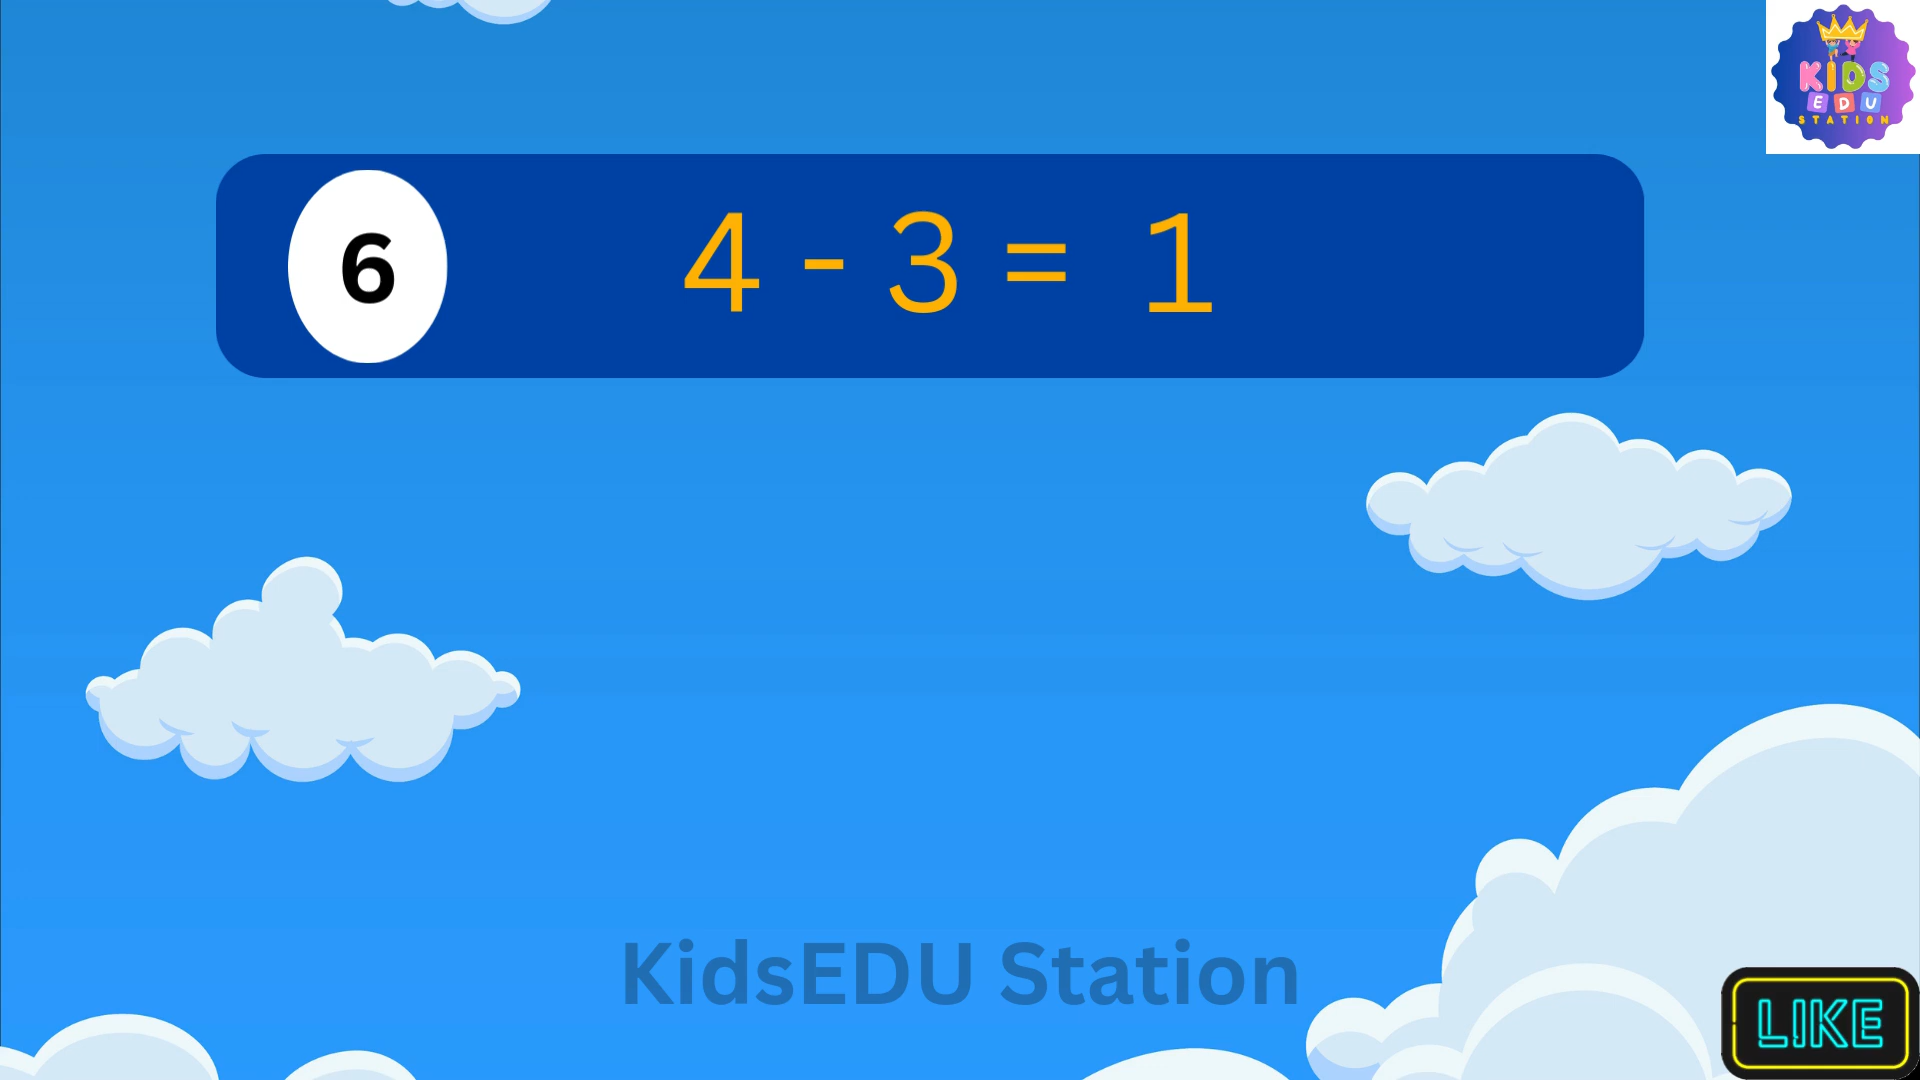 KIDS
EDU
STATION
6 4 - 3 = 1
KidsEDU Station
LIKE